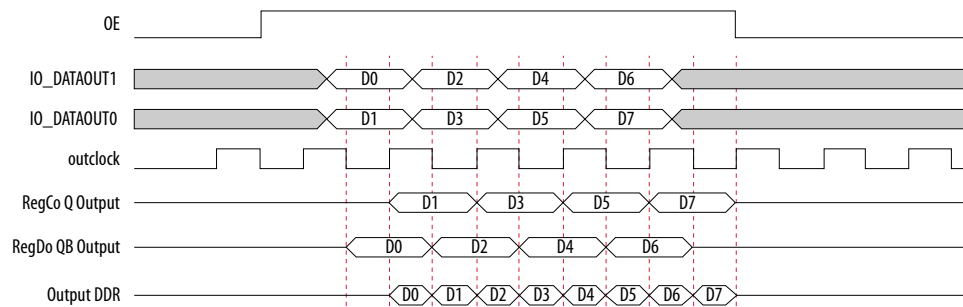 OE
IO_DATAOUT1 D0 D2 D4 D6
IO_DATAOUT0 D1 D3 D5 D7
outclock
RegCo Q Output D1 D3 D5 D7
RegDo QB Output D0 D2 D4 D6
Output DDR D0 D1 D2 D3 D4 D5 D6 D7